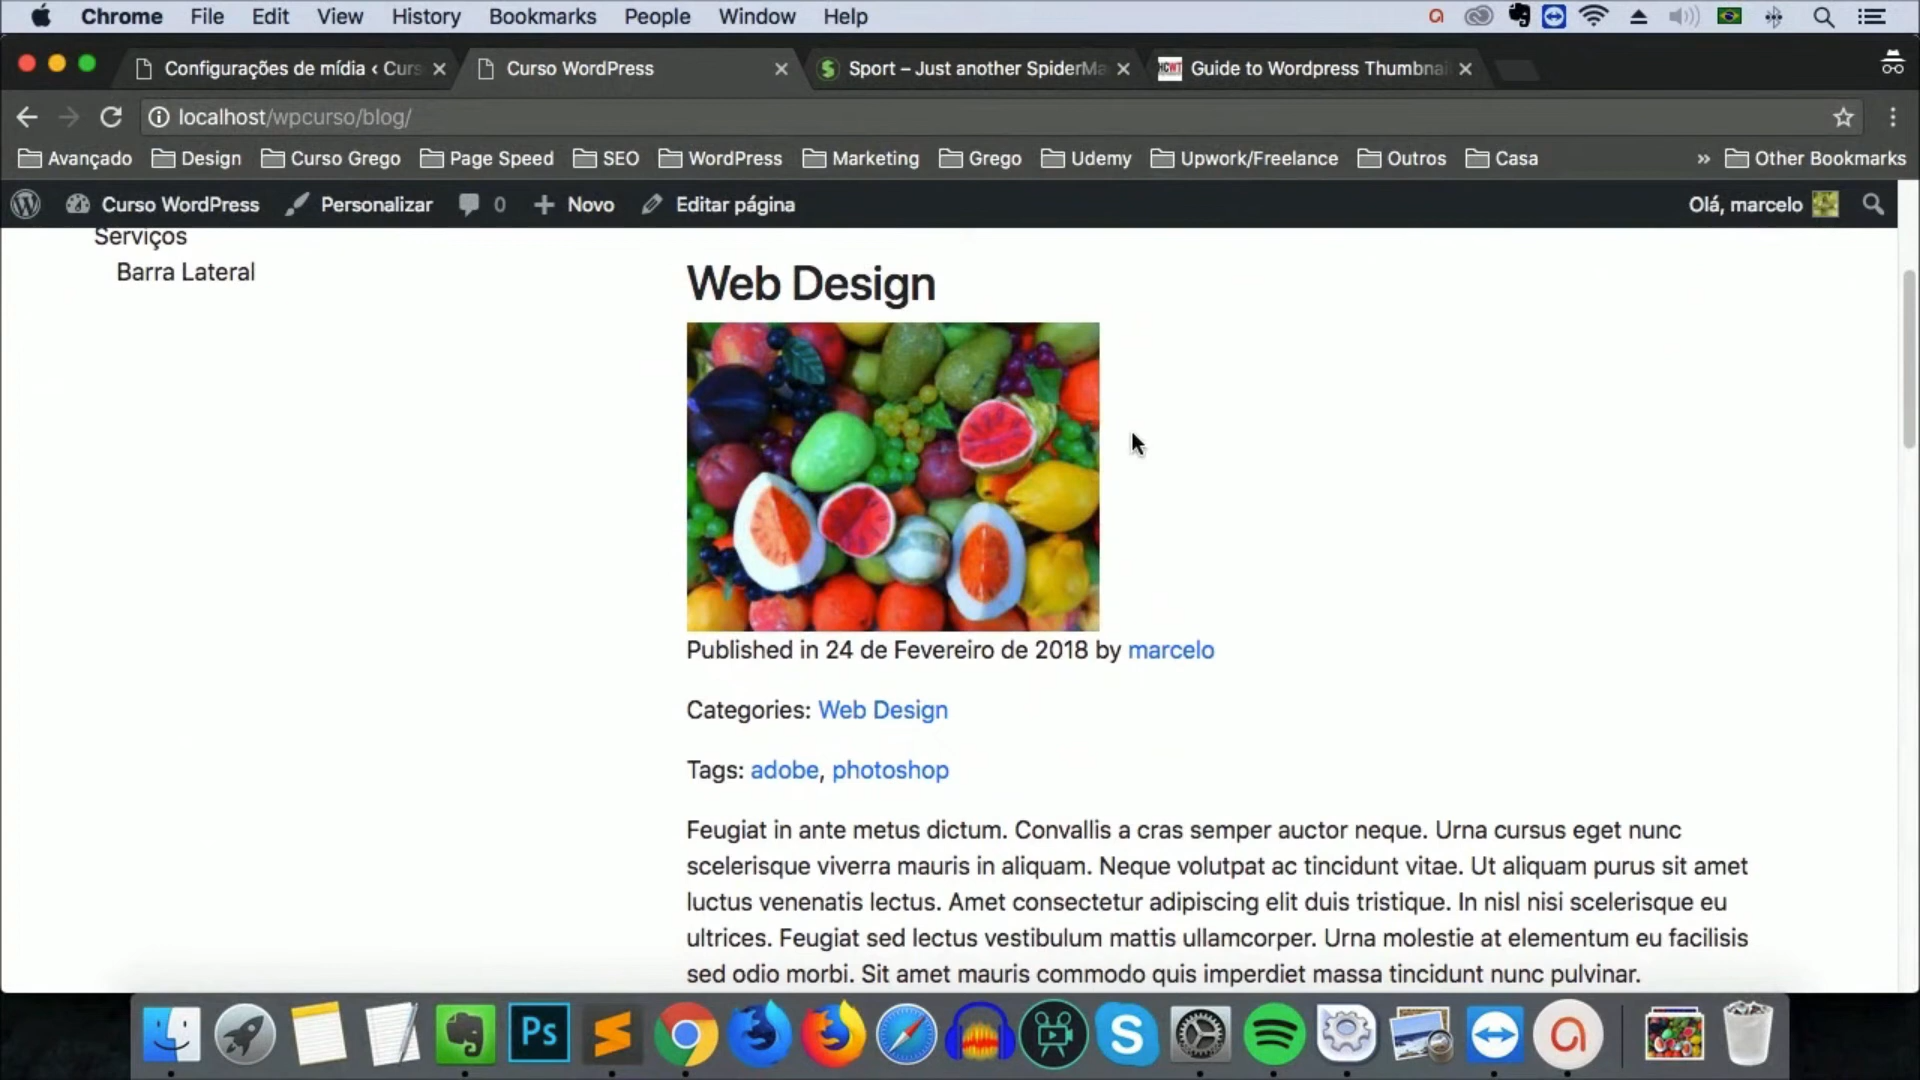 Chrome File Edit View History Bookmarks People Window Help
Configurações de mídia ‹ Curs
Curso WordPress
Sport – Just another SpiderMa
HCWT
Guide to Wordpress Thumbnai
localhost/wpcurso/blog/
Avançado Design Curso Grego Page Speed SEO WordPress Marketing Grego Udemy Upwork/Freelance Outros Casa » Other Bookmarks
Curso WordPress Personalizar 0 Novo Editar página Olá, marcelo
Serviços
Barra Lateral
Web Design
Published in 24 de Fevereiro de 2018 by marcelo
Categories: Web Design
Tags: adobe, photoshop
Feugiat in ante metus dictum. Convallis a cras semper auctor neque. Urna cursus eget nunc
scelerisque viverra mauris in aliquam. Neque volutpat ac tincidunt vitae. Ut aliquam purus sit amet
luctus venenatis lectus. Amet consectetur adipiscing elit duis tristique. In nisl nisi scelerisque eu
ultrices. Feugiat sed lectus vestibulum mattis ullamcorper. Urna molestie at elementum eu facilisis
sed odio morbi. Sit amet mauris commodo quis imperdiet massa tincidunt nunc pulvinar.
Ps